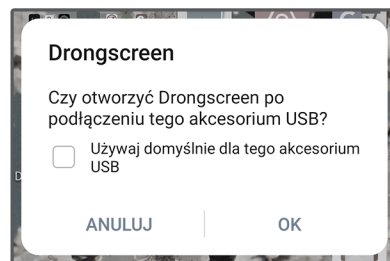 Drongscreen
Czy otworzyć Drongscreen po
podłączeniu tego akcesorium USB?
Używaj domyślnie dla tego akcesorium
USB
ANULUJ
OK